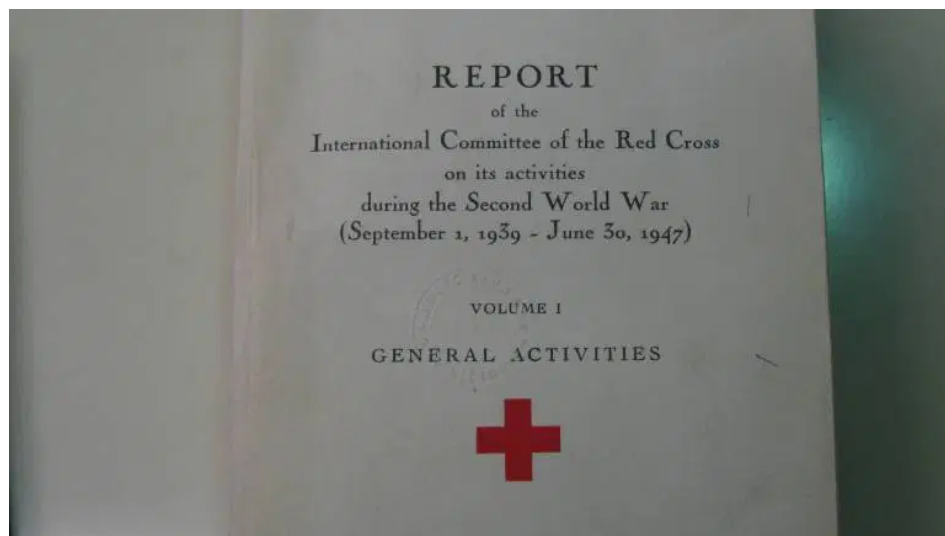 REPORT
of the
International Committee of the Red Cross
on its activities
during the Second World War
(September 1, 1939 - June 30, 1947)
VOLUME I
GENERAL ACTIVITIES